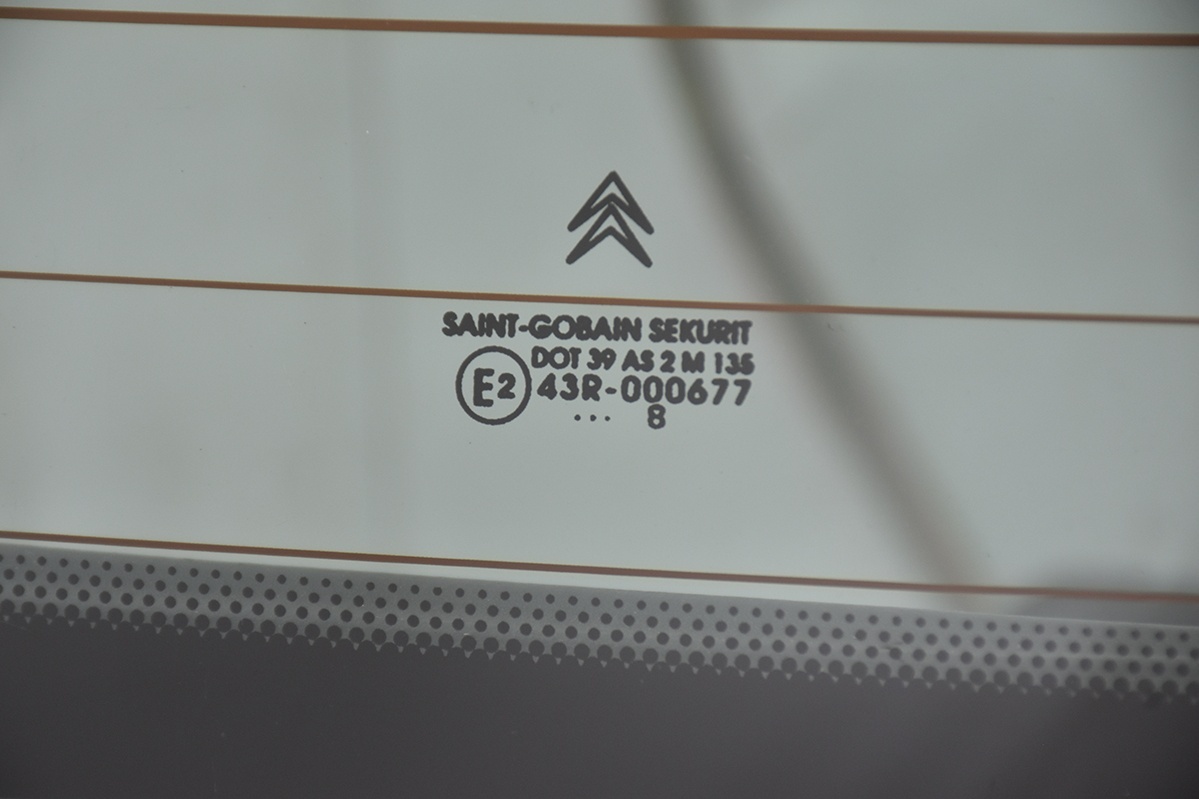 SAINT-GOBAIN SEKURIT
DOT 39 AS 2 M 135
E2 43R-000677
... 8